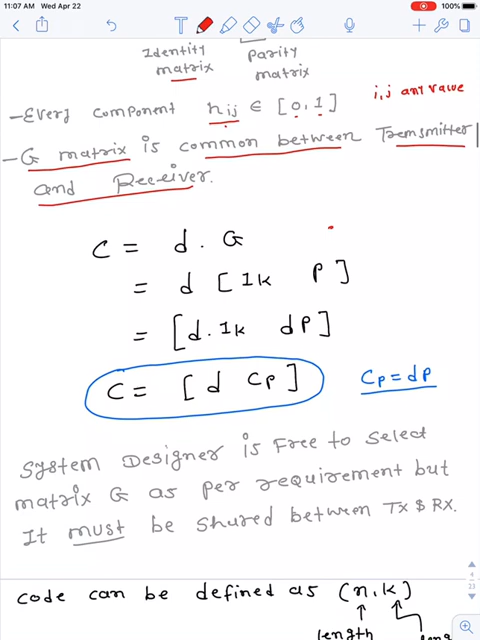 11:07 AM Wed Apr 22
100%
Identity Parity
matrix matrix
-Every component hij ∈ [0,1] i,j any value
-G matrix is common between Transmitter
and Receiver.
C = d . G
= d [Ik P]
= [d.Ik dP]
C = [d Cp] Cp = dp
System Designer is Free to select
matrix G as per requirement but
It must be shared between Tx $ RX.
4
23
code can be defined as (n,k)
length